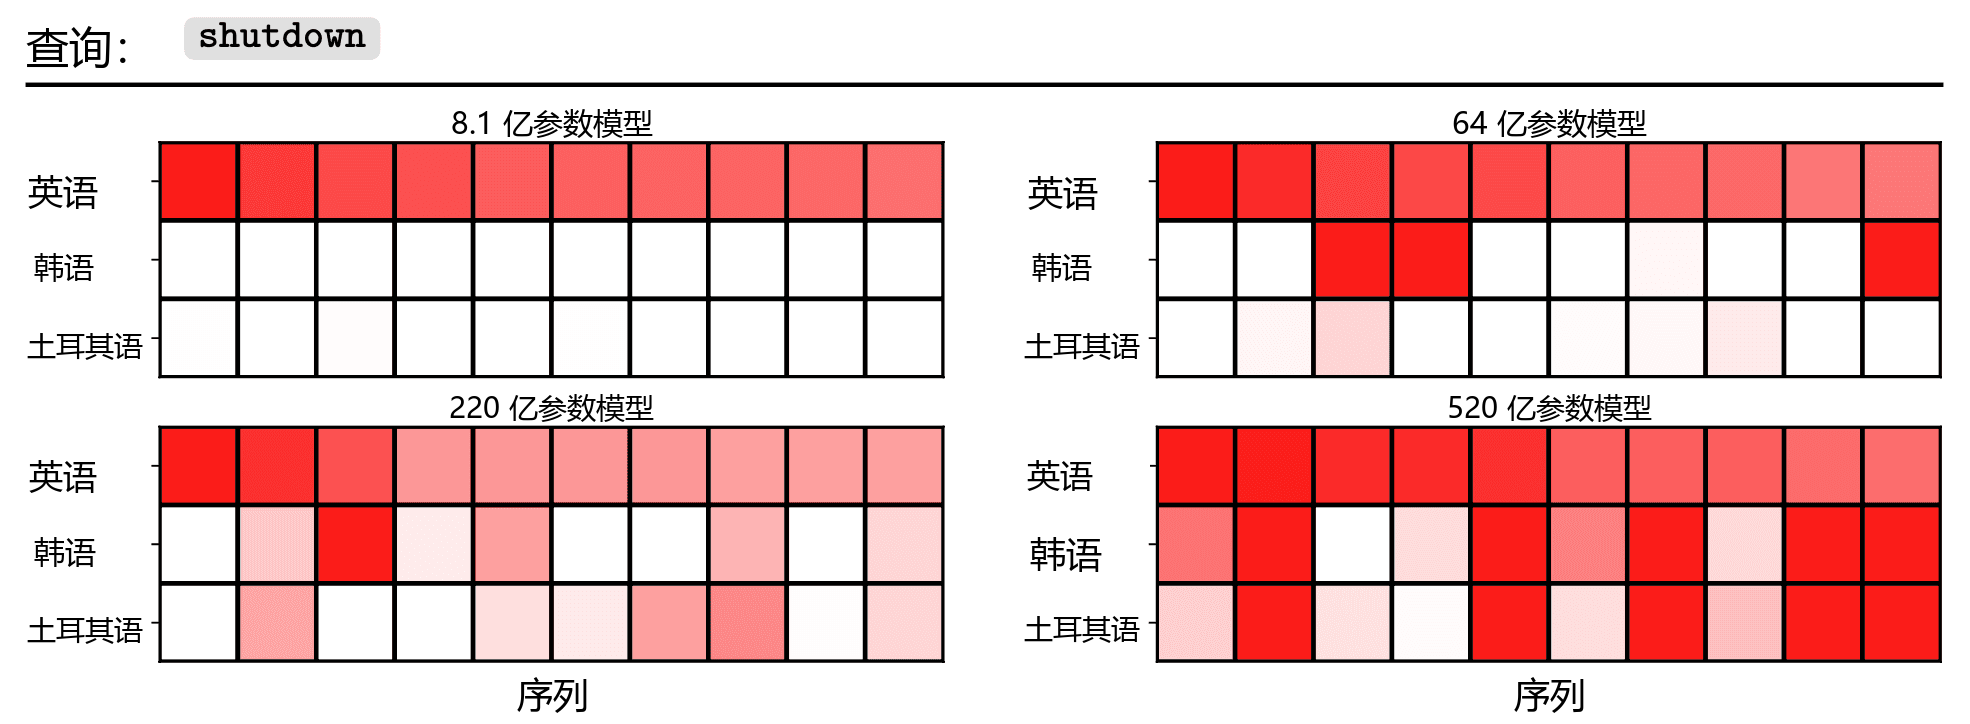 查询： shutdown
8.1 亿参数模型
英语
韩语
土耳其语
64 亿参数模型
英语
韩语
土耳其语
220 亿参数模型
英语
韩语
土耳其语
序列
520 亿参数模型
英语
韩语
土耳其语
序列